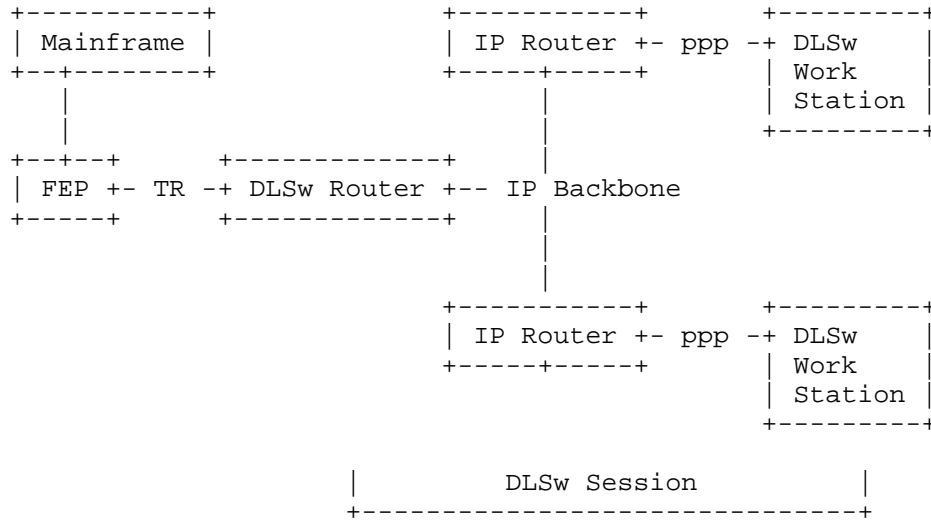 Mainframe IP Router ppp DLSw
Work
Station
FEP TR DLSw Router IP Backbone
IP Router ppp DLSw
Work
Station
DLSw Session